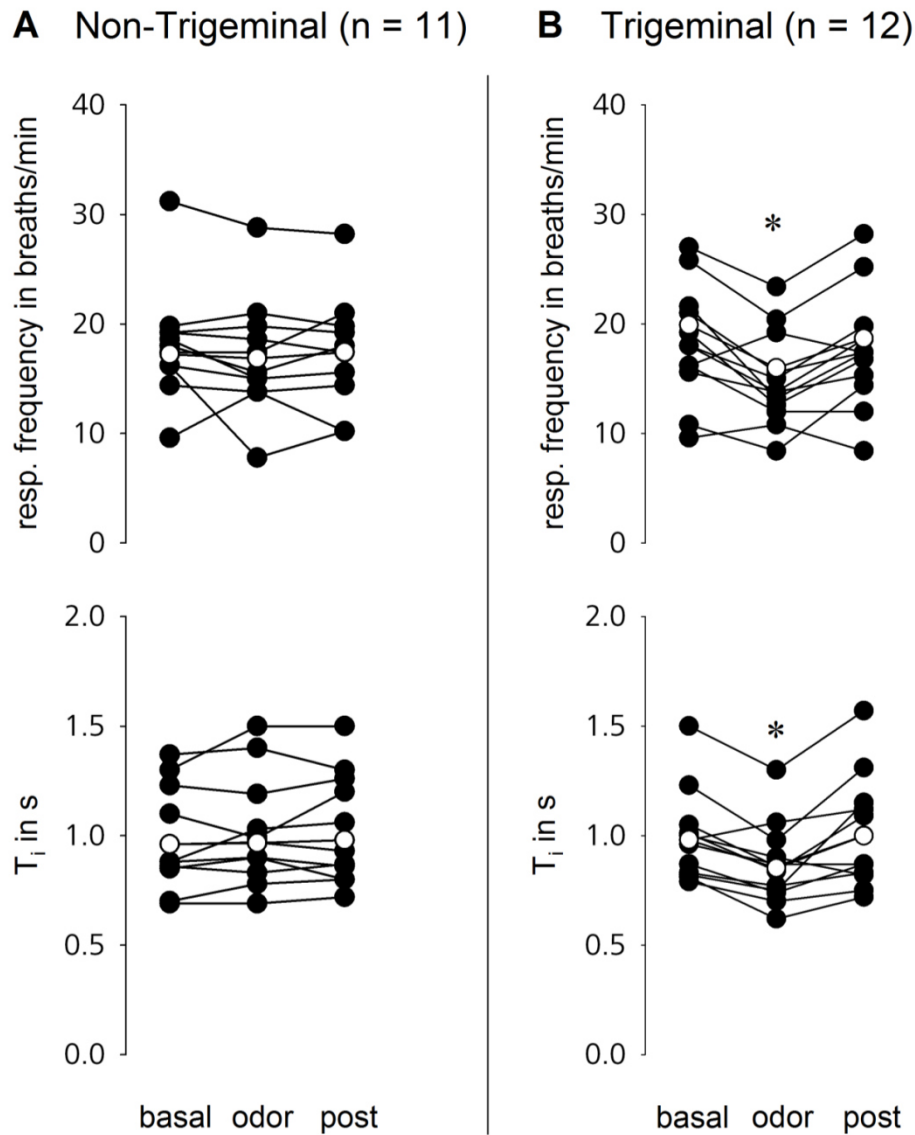 A Non-Trigeminal (n = 11)
B Trigeminal (n = 12)
resp. frequency in breaths/min
40
30
20
10
0
resp. frequency in breaths/min
40
30
*
20
10
0
Ti in s
2.0
1.5
1.0
0.5
0.0
Ti in s
2.0
1.5
*
1.0
0.5
0.0
basal odor post
basal odor post